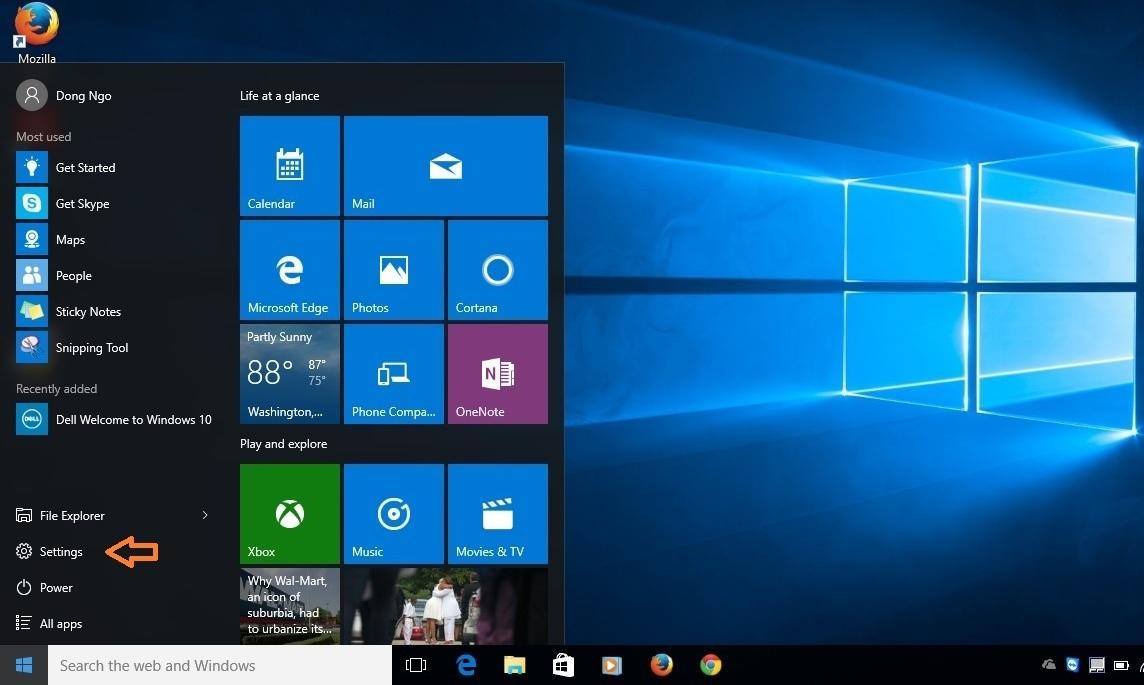 Mozilla
Dong Ngo
Most used
Get Started
Get Skype
Maps
People
Sticky Notes
Snipping Tool
Recently added
DELL
Dell Welcome to Windows 10
File Explorer
Settings
Power
All apps
Life at a glance
Calendar
Mail
Microsoft Edge
Photos
Cortana
Partly Sunny
88° 87°
75°
Washington,...
Phone Compa...
N
OneNote
Play and explore
Xbox
Music
Movies & TV
Why Wal-Mart,
an icon of
suburbia, had
to urbanize its...
Search the web and Windows